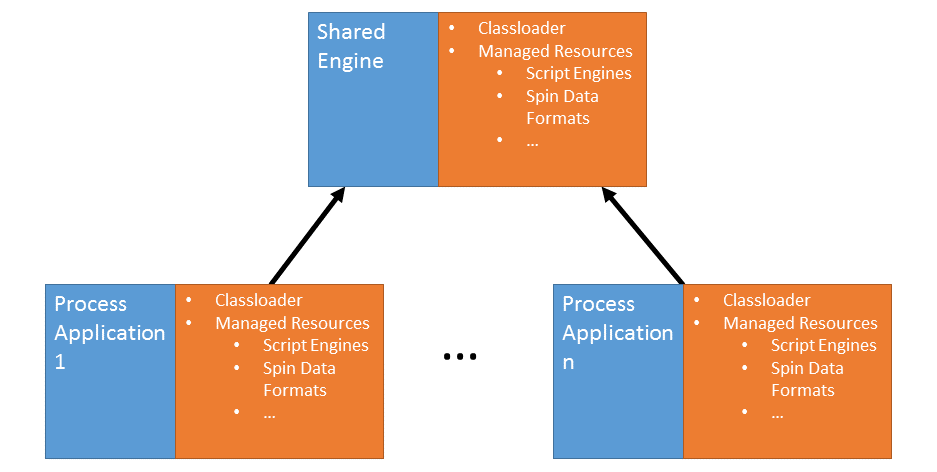 Shared
Engine
• Classloader
• Managed Resources
• Script Engines
• Spin Data
Formats
• ...
Process
Application
1
• Classloader
• Managed Resources
• Script Engines
• Spin Data
Formats
• ...
...
Process
Application
n
• Classloader
• Managed Resources
• Script Engines
• Spin Data
Formats
• ...